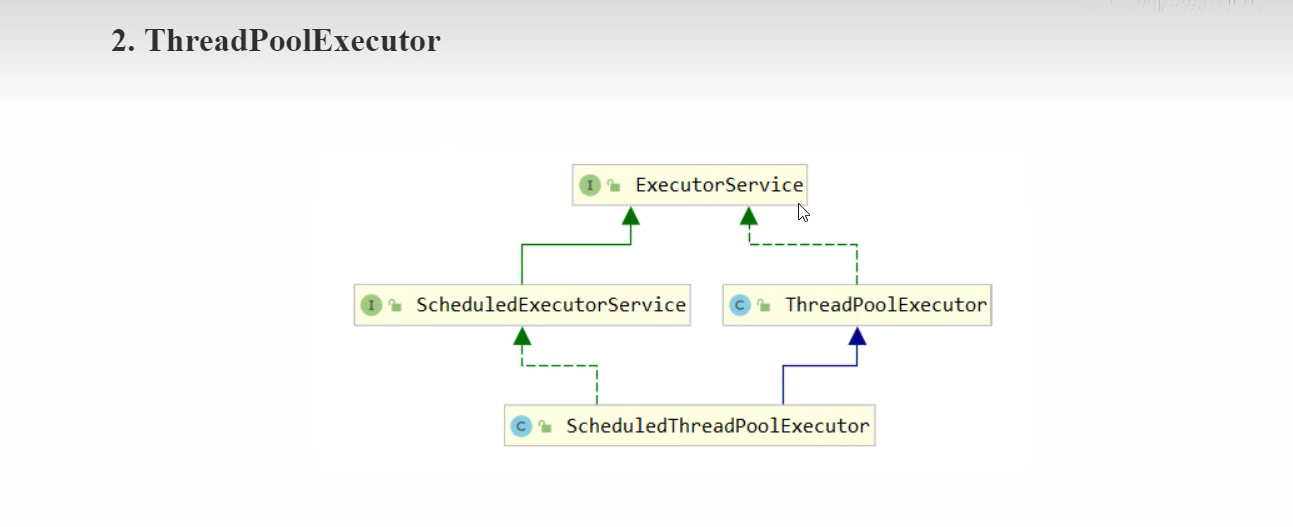 2. ThreadPoolExecutor
I ExecutorService
I ScheduledExecutorService
C ThreadPoolExecutor
C ScheduledThreadPoolExecutor